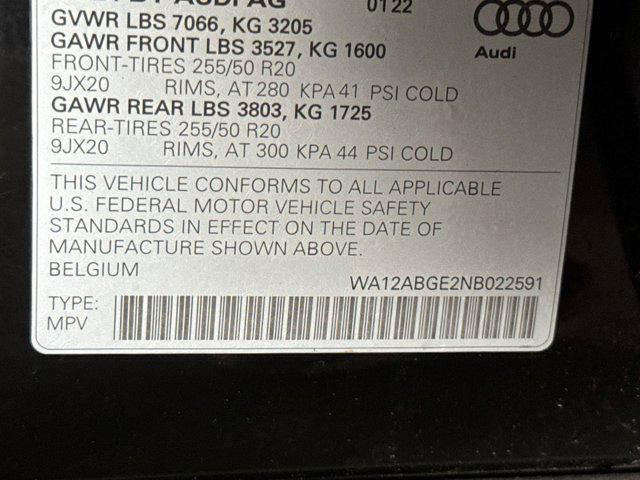 BY AUDI AG 0122
GVWR LBS 7066, KG 3205
GAWR FRONT LBS 3527, KG 1600
FRONT-TIRES 255/50 R20
9JX20 RIMS, AT 280 KPA 41 PSI COLD
GAWR REAR LBS 3803, KG 1725
REAR-TIRES 255/50 R20
9JX20 RIMS, AT 300 KPA 44 PSI COLD
Audi
THIS VEHICLE CONFORMS TO ALL APPLICABLE
U.S. FEDERAL MOTOR VEHICLE SAFETY
STANDARDS IN EFFECT ON THE DATE OF
MANUFACTURE SHOWN ABOVE.
BELGIUM
WA12ABGE2NB022591
TYPE:
MPV